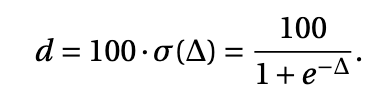 d = 100 · σ(Δ) = 100 / (1 + e^{−Δ}).